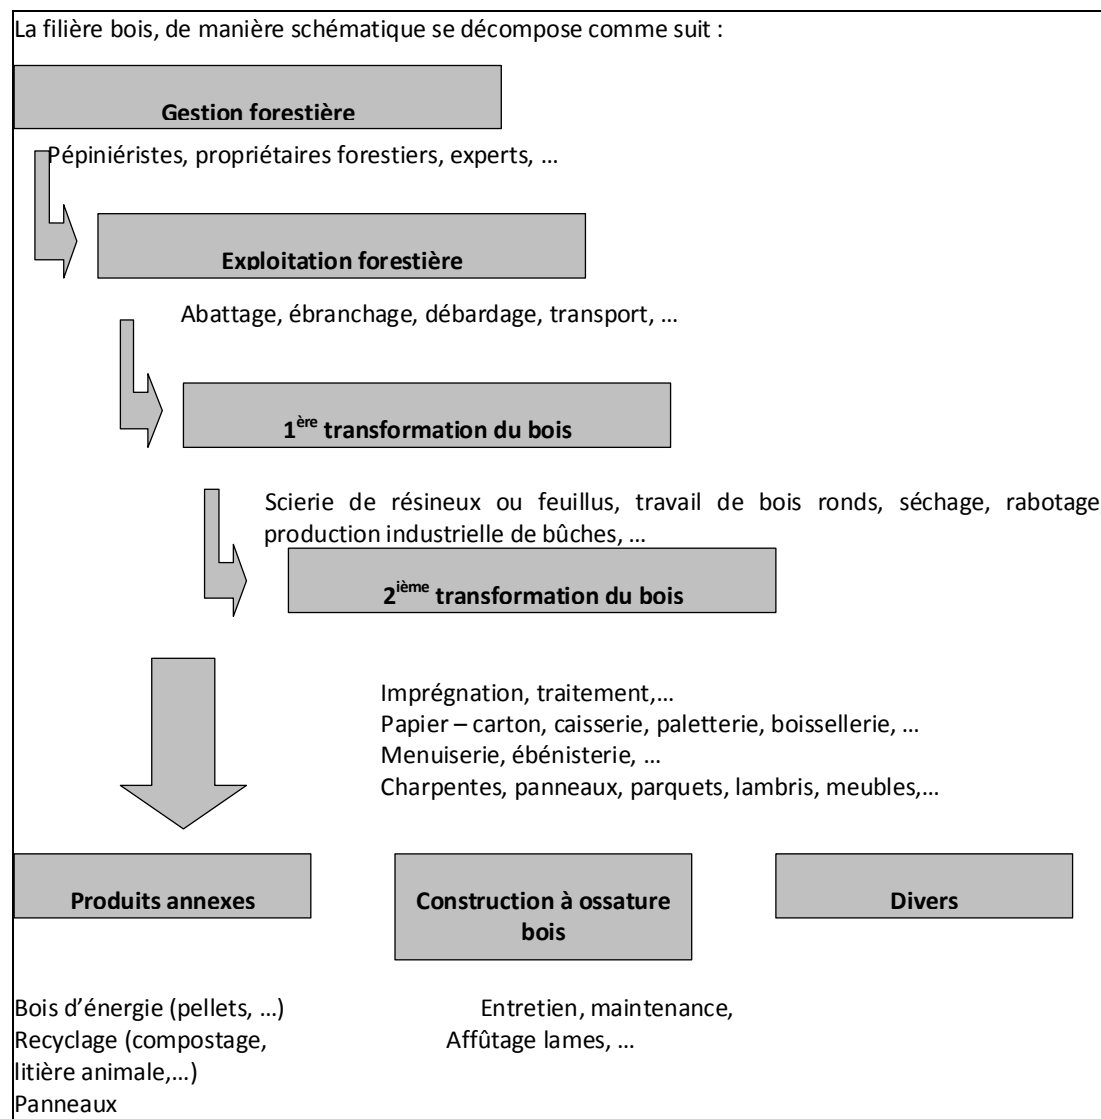 La filière bois, de manière schématique se décompose comme suit :
Gestion forestière
Pépiniéristes, propriétaires forestiers, experts, …
Exploitation forestière
Abattage, ébranchage, débardage, transport, …
1ère transformation du bois
Scierie de résineux ou feuillus, travail de bois ronds, séchage, rabotage
production industrielle de bûches, …
2ième transformation du bois
Imprégnation, traitement,…
Papier – carton, caisserie, paletterie, boissellerie, …
Menuiserie, ébénisterie, …
Charpentes, panneaux, parquets, lambris, meubles,…
Produits annexes
Construction à ossature
bois
Divers
Bois d’énergie (pellets, …)
Recyclage (compostage,
litière animale,…)
Panneaux
Entretien, maintenance,
Affûtage lames, …